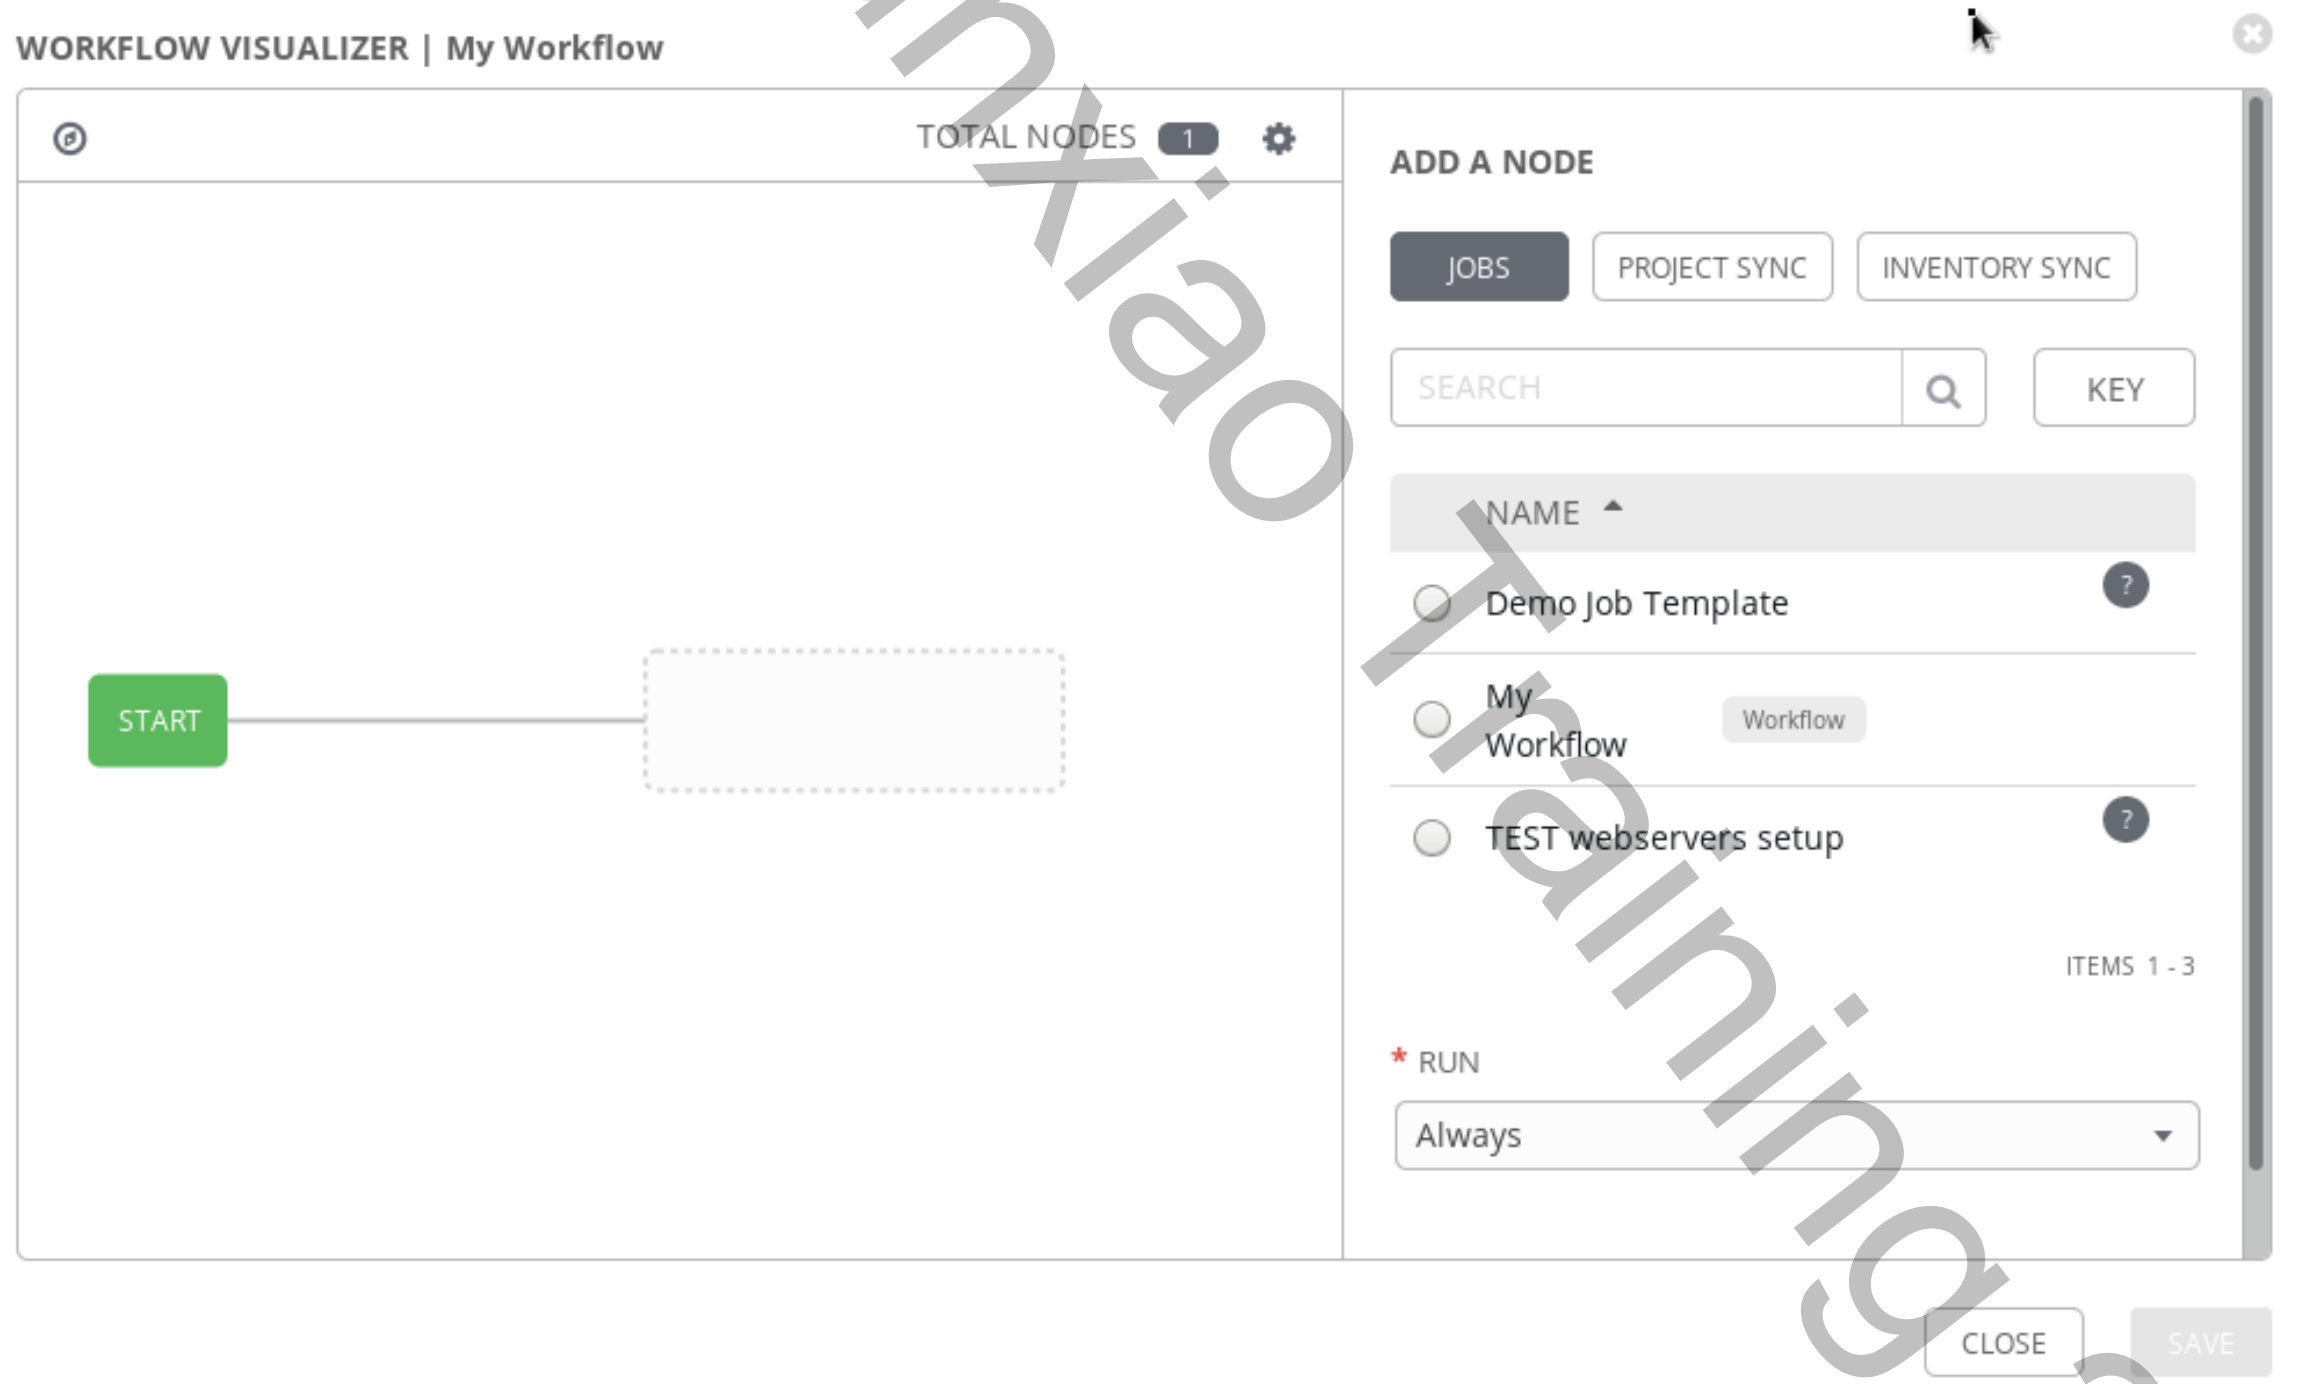 WORKFLOW VISUALIZER | My Workflow
TOTAL NODES 1
START
ADD A NODE
JOBS PROJECT SYNC INVENTORY SYNC
SEARCH KEY
NAME
Demo Job Template ?
My
Workflow
Workflow
TEST webservers setup ?
ITEMS 1 - 3
* RUN
Always
CLOSE SAVE
Training